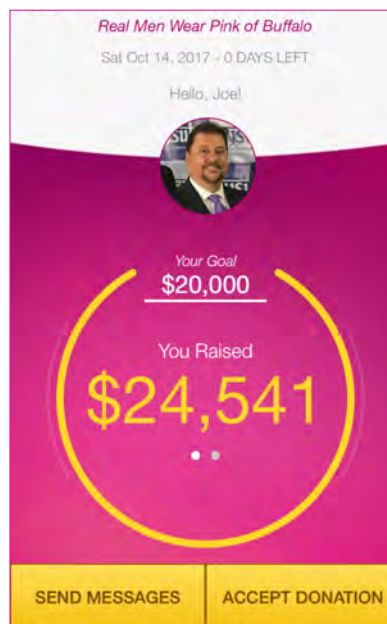 Real Men Wear Pink of Buffalo
Sat Oct 14, 2017 - 0 DAYS LEFT
Hello, Joe!
Your Goal
$20,000
You Raised
$24,541
SEND MESSAGES
ACCEPT DONATION